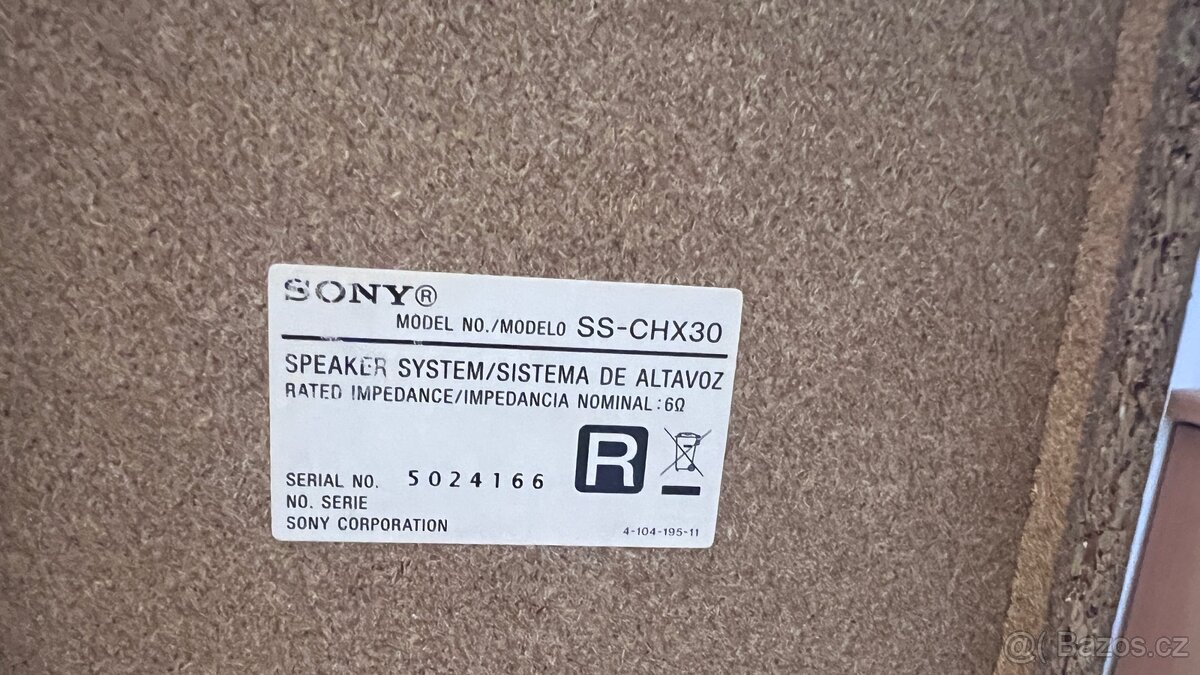 SONY®
MODEL NO./MODELO SS-CHX30
SPEAKER SYSTEM/SISTEMA DE ALTAVOZ
RATED IMPEDANCE/IMPEDANCIA NOMINAL:6Ω
R
SERIAL NO. 5024166
NO. SERIE
SONY CORPORATION
4-104-195-11
@( Bazos.cz